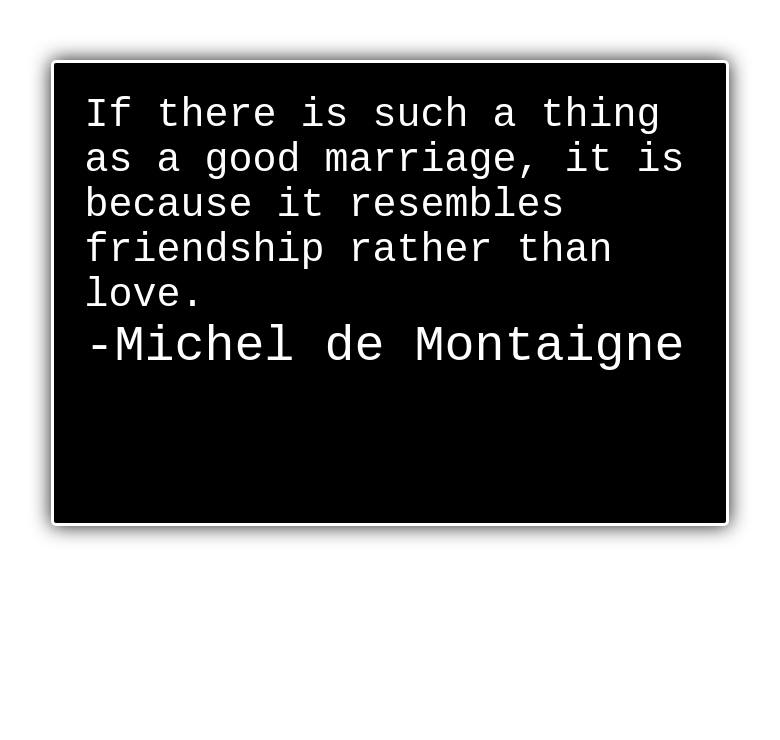 If there is such a thing
as a good marriage, it is
because it resembles
friendship rather than
love.
-Michel de Montaigne